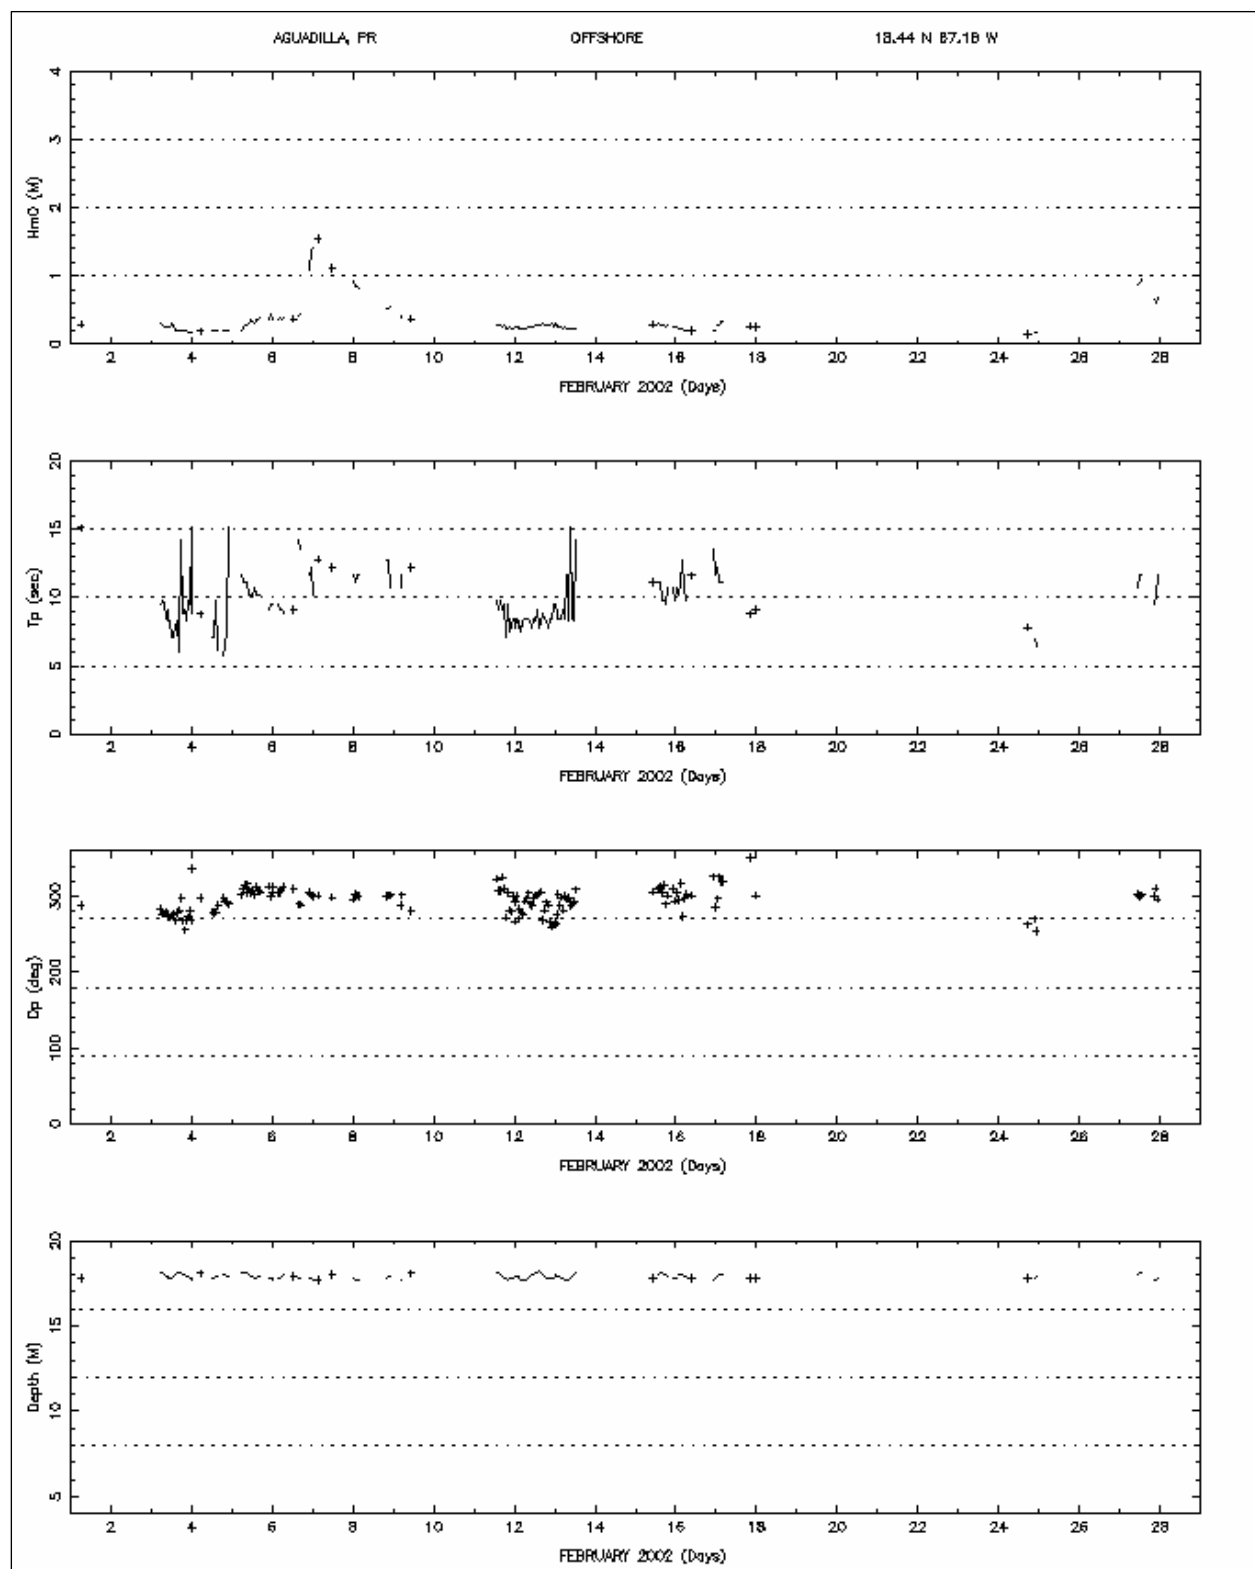 AGUADILLA, PR OFFSHORE 18.44 N 67.18 W
4
3
2
1
0
Hm0 (M)
2 4 6 8 10 12 14 16 18 20 22 24 26 28
FEBRUARY 2002 (Days)
20
15
10
5
0
Tp (sec)
2 4 6 8 10 12 14 16 18 20 22 24 26 28
FEBRUARY 2002 (Days)
300
200
100
0
Dp (deg)
2 4 6 8 10 12 14 16 18 20 22 24 26 28
FEBRUARY 2002 (Days)
20
15
10
5
Depth (M)
2 4 6 8 10 12 14 16 18 20 22 24 26 28
FEBRUARY 2002 (Days)